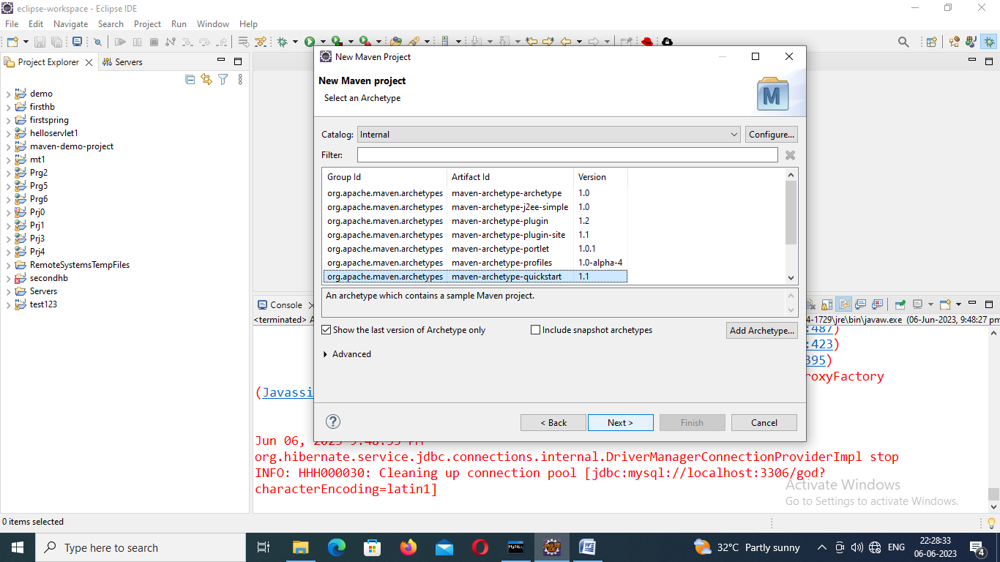 eclipse-workspace - Eclipse IDE
File Edit Navigate Search Project Run Window Help
Project Explorer Servers
demo
firsthb
firstspring
helloservlet1
maven-demo-project
mt1
Prg2
Prg5
Prg6
Prj0
Prj1
Prj3
Prj4
RemoteSystemsTempFiles
secondhb
Servers
test123
New Maven Project
New Maven project
Select an Archetype
M
Catalog: Internal Configure...
Filter:
Group Id Artifact Id Version
org.apache.maven.archetypes maven-archetype-archetype 1.0
org.apache.maven.archetypes maven-archetype-j2ee-simple 1.0
org.apache.maven.archetypes maven-archetype-plugin 1.2
org.apache.maven.archetypes maven-archetype-plugin-site 1.1
org.apache.maven.archetypes maven-archetype-portlet 1.0.1
org.apache.maven.archetypes maven-archetype-profiles 1.0-alpha-4
org.apache.maven.archetypes maven-archetype-quickstart 1.1
An archetype which contains a sample Maven project.
Show the last version of Archetype only Include snapshot archetypes Add Archetype...
Advanced
< Back Next > Finish Cancel
Console
<terminated> A 4-1729\jre\bin\javaw.exe (06-Jun-2023, 9:48:27 pm
:487)
:423)
395)
roxyFactory
(Javassi
Jun 06, 2023 9:48:35 PM
org.hibernate.service.jdbc.connections.internal.DriverManagerConnectionProviderImpl stop
INFO: HHH000030: Cleaning up connection pool [jdbc:mysql://localhost:3306/god?
characterEncoding=latin1]
Activate Windows
Go to Settings to activate Windows.
0 items selected
Type here to search
32°C Partly sunny
ENG
22:28:33
06-06-2023
4